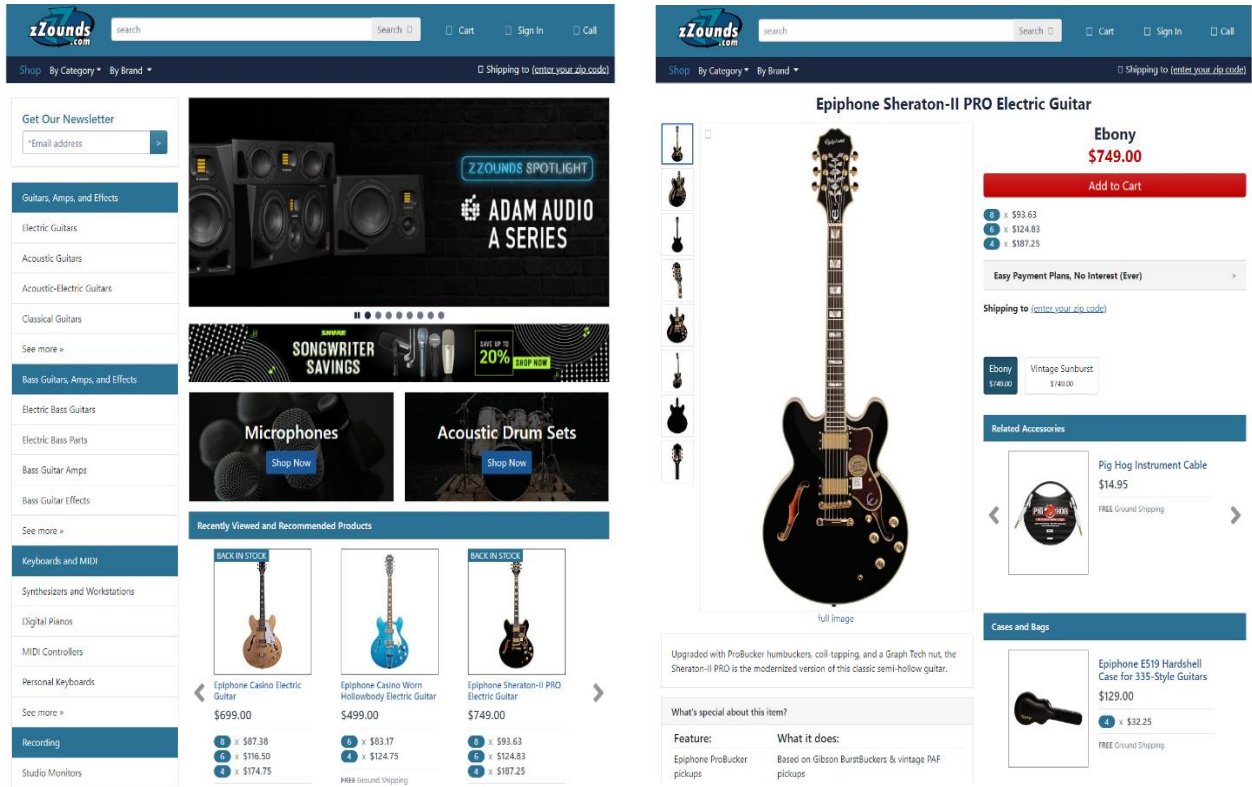 zZounds
.com
search
Search
Cart
Sign In
Call
Shop By Category By Brand
Shipping to (enter your zip code)
Get Our Newsletter
*Email address
>
Guitars, Amps, and Effects
Electric Guitars
Acoustic Guitars
Acoustic-Electric Guitars
Classical Guitars
See more »
Bass Guitars, Amps, and Effects
Electric Bass Guitars
Electric Bass Parts
Bass Guitar Amps
Bass Guitar Effects
See more »
Keyboards and MIDI
Synthesizers and Workstations
Digital Pianos
MIDI Controllers
Personal Keyboards
See more »
Recording
Studio Monitors
ZZOUNDS SPOTLIGHT
ADAM AUDIO
A SERIES
SHURE
SONGWRITER
SAVINGS
SAVE UP TO
20%
SHOP NOW
Microphones
Shop Now
Acoustic Drum Sets
Shop Now
Recently Viewed and Recommended Products
BACK IN STOCK
Epiphone Casino Electric
Guitar
$699.00
8 x $87.38
6 x $116.50
4 x $174.75
Epiphone Casino Worn
Hollowbody Electric Guitar
$499.00
6 x $83.17
4 x $124.75
FREE Ground Shipping
BACK IN STOCK
Epiphone Sheraton-II PRO
Electric Guitar
$749.00
8 x $93.63
6 x $124.83
4 x $187.25
zZounds
.com
search
Search
Cart
Sign In
Call
Shop By Category By Brand
Shipping to (enter your zip code)
Epiphone Sheraton-II PRO Electric Guitar
Epiphone
full image
Upgraded with ProBucker humbuckers, coil-tapping, and a Graph Tech nut, the
Sheraton-II PRO is the modernized version of this classic semi-hollow guitar.
What's special about this item?
Feature: What it does:
Epiphone ProBucker
pickups
Based on Gibson BurstBuckers & vintage PAF
pickups
Ebony
$749.00
Add to Cart
8 x $93.63
6 x $124.83
4 x $187.25
Easy Payment Plans, No Interest (Ever) »
Shipping to (enter your zip code)
Ebony
$749.00
Vintage Sunburst
$749.00
Related Accessories
PIG HOG
Pig Hog Instrument Cable
$14.95
FREE Ground Shipping
Cases and Bags
Epiphone E519 Hardshell
Case for 335-Style Guitars
$129.00
4 x $32.25
FREE Ground Shipping